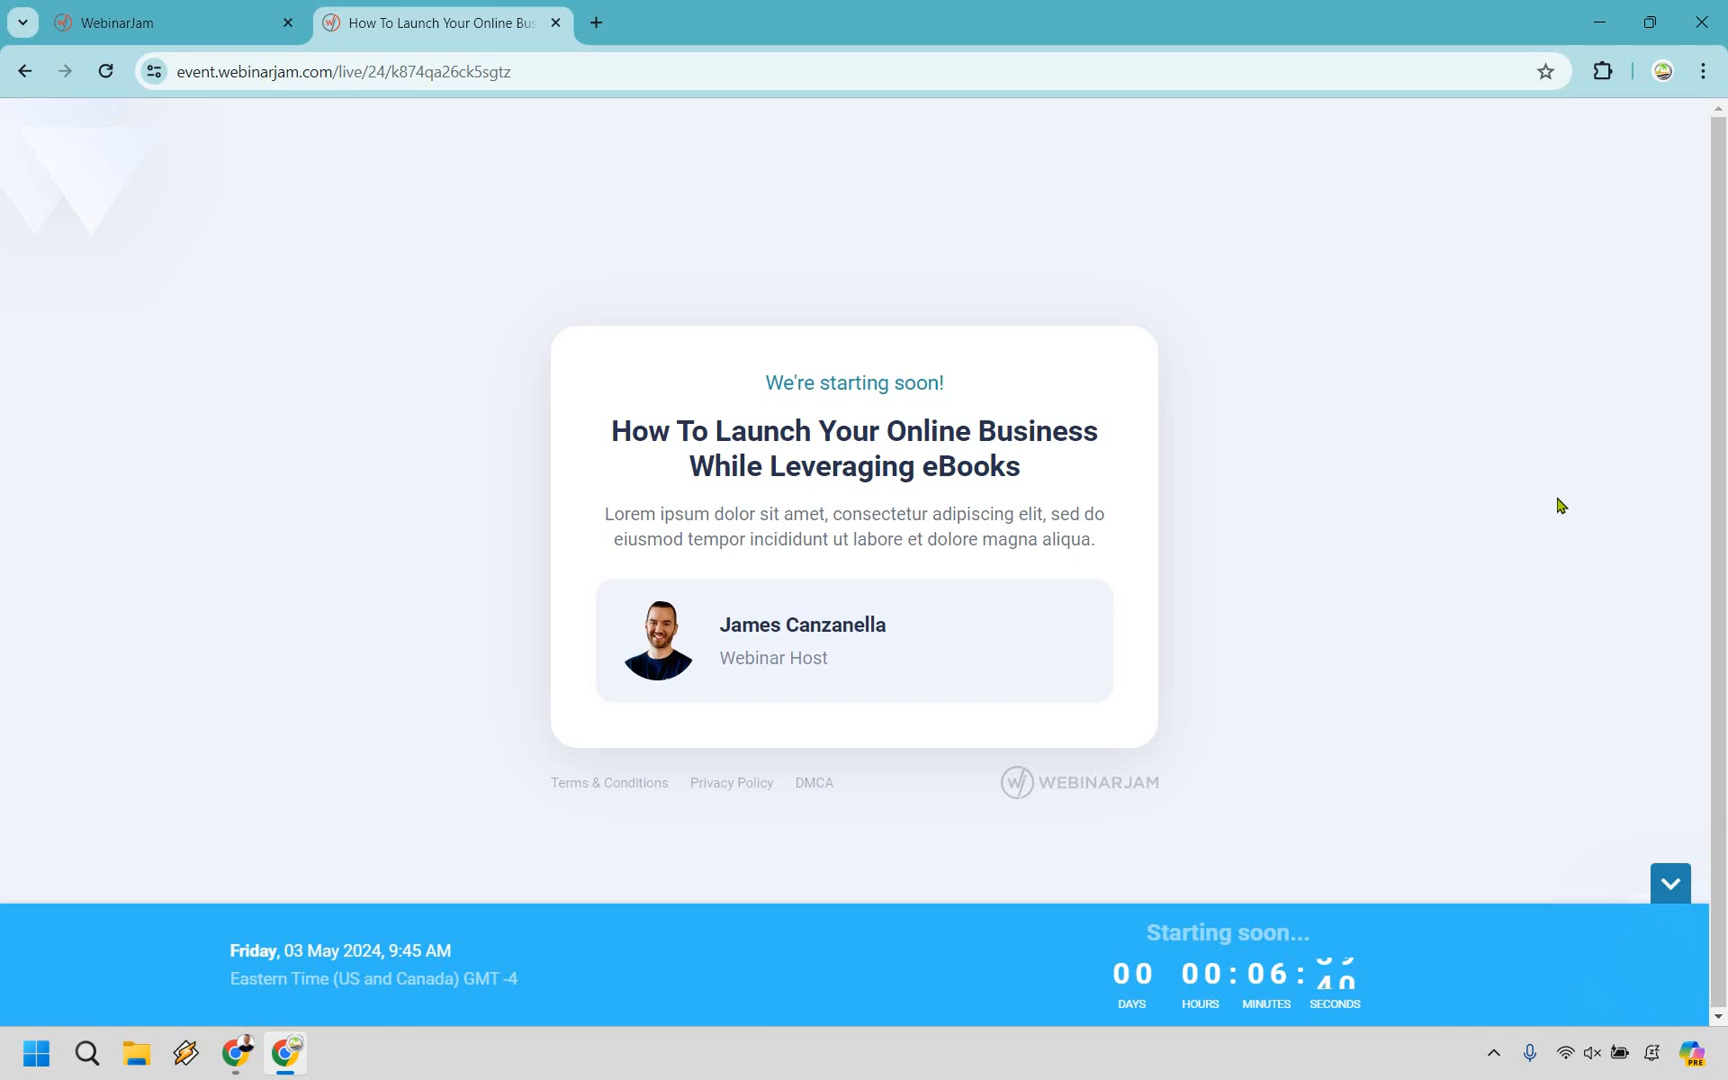 WebinarJam
How To Launch Your Online Bus
event.webinarjam.com/live/24/k874qa26ck5sgtz
We're starting soon!
How To Launch Your Online Business
While Leveraging eBooks
Lorem ipsum dolor sit amet, consectetur adipiscing elit, sed do
eiusmod tempor incididunt ut labore et dolore magna aliqua.
James Canzanella
Webinar Host
Terms & Conditions Privacy Policy DMCA
WEBINARJAM
Starting soon...
Friday, 03 May 2024, 9:45 AM
Eastern Time (US and Canada) GMT -4
00 00 : 06 :
DAYS HOURS MINUTES SECONDS
PRE